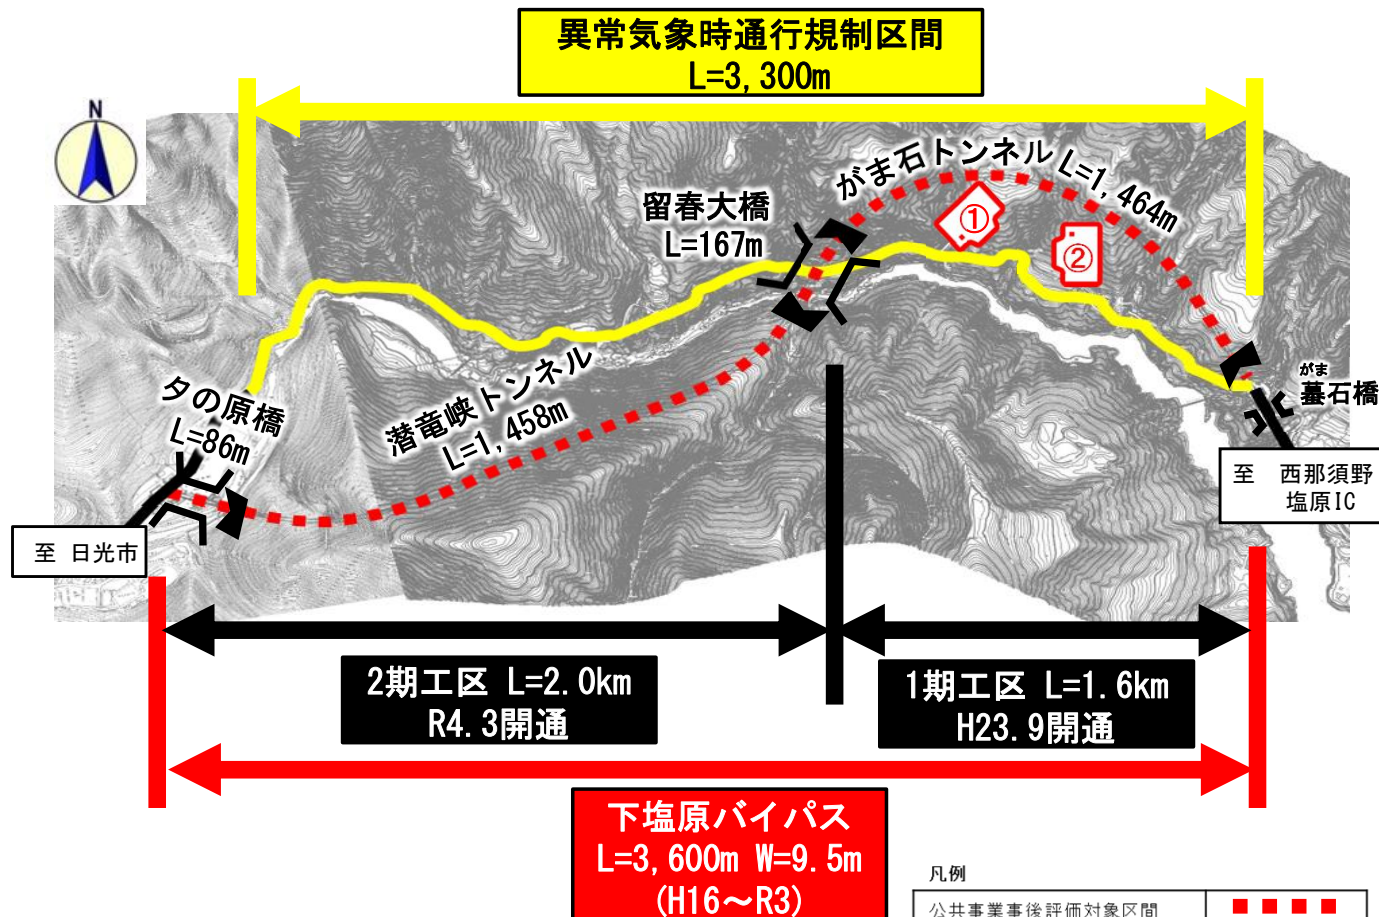 異常気象時通行規制区間
L=3,300m
N
がま石トンネル L=1,464m
留春大橋
L=167m
①
②
夕の原橋
L=86m
潜竜峡トンネル
L=1,458m
がま
蟇石橋
至 西那須野
塩原IC
至 日光市
2期工区 L=2.0km
R4.3開通
1期工区 L=1.6km
H23.9開通
下塩原バイパス
L=3,600m W=9.5m
(H16～R3)
凡例
公共事業事後評価対象区間